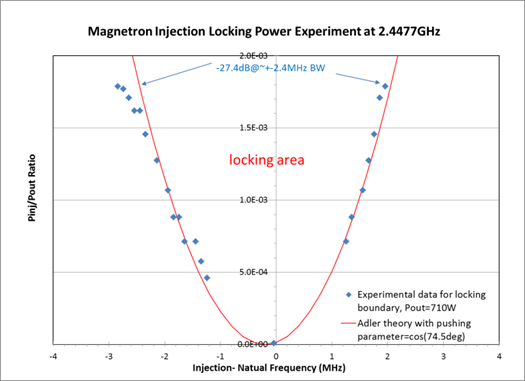 Magnetron Injection Locking Power Experiment at 2.4477GHz
2.0E-03
-27.4dB@~+-2.4MHz BW
1.5E-03
locking area
Pinj/Pout Ratio
1.0E-03
5.0E-04
Experimental data for locking
boundary, Pout=710W
Adler theory with pushing
parameter=cos(74.5deg)
0.0E+00
-4 -3 -2 -1 0 1 2 3 4
Injection- Natual Frequency (MHz)